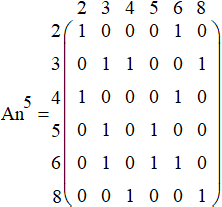 2 3 4 5 6 8
2 1 0 0 0 1 0
3 0 1 1 0 0 1
4 1 0 0 0 1 0
An⁵ =
5 0 1 0 1 0 0
6 0 1 0 1 1 0
8 0 0 1 0 0 1